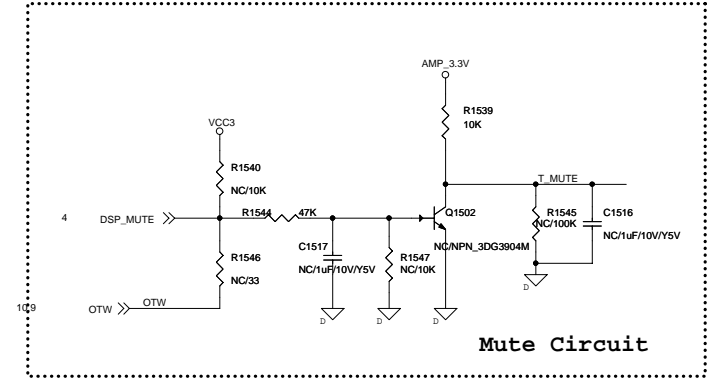 AMP_3.3V
R1539
10K
VCC3
R1540
NC/10K
T_MUTE
4 DSP_MUTE
R1544 47K
Q1502
R1545
NC/100K
C1516
NC/1uF/10V/Y5V
C1517
NC/1uF/10V/Y5V
R1547
NC/10K
NC/NPN_3DG3904M
R1546
NC/33
10,9 OTW OTW
D
D
D
D
Mute Circuit